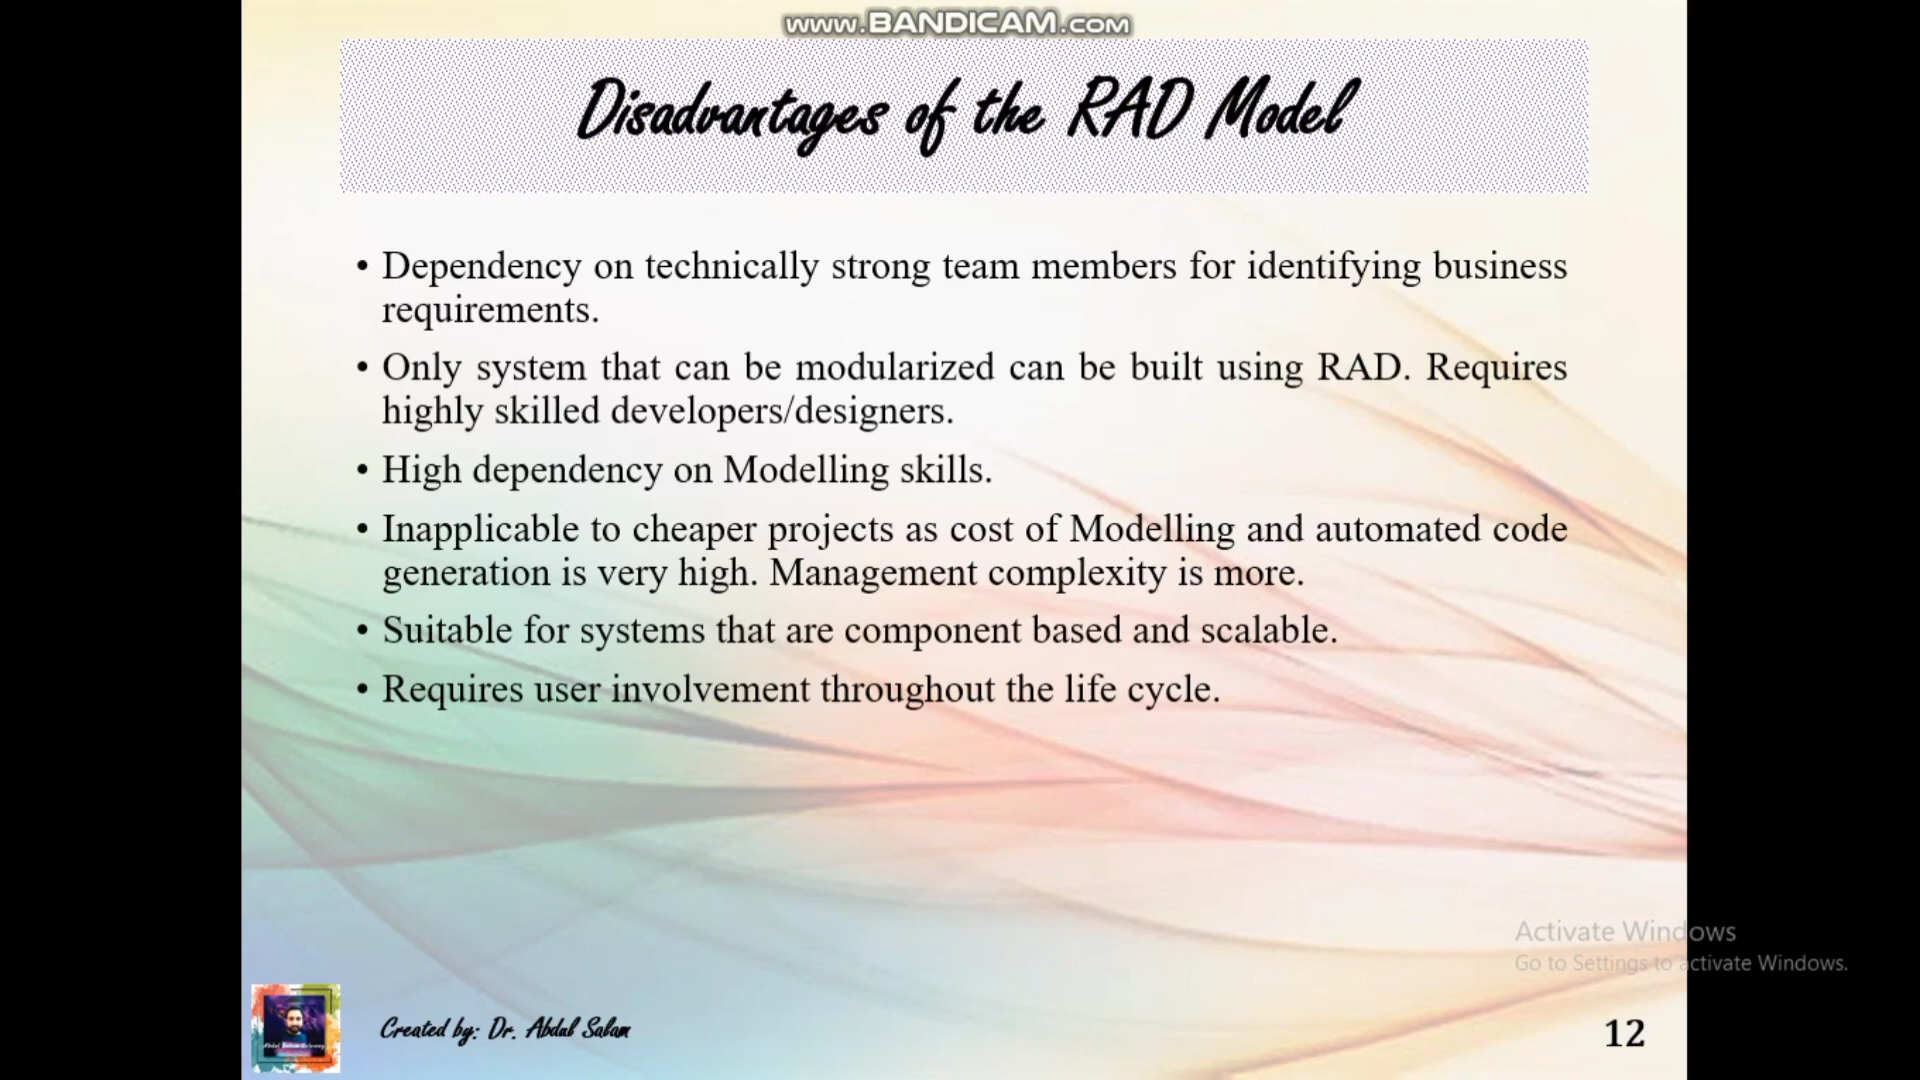 www.BANDICAM.com
Disadvantages of the RAD Model
• Dependency on technically strong team members for identifying business
requirements.
• Only system that can be modularized can be built using RAD. Requires
highly skilled developers/designers.
• High dependency on Modelling skills.
• Inapplicable to cheaper projects as cost of Modelling and automated code
generation is very high. Management complexity is more.
• Suitable for systems that are component based and scalable.
• Requires user involvement throughout the life cycle.
Activate Windows
Go to Settings to activate Windows.
Created by: Dr. Abdul Salam
12